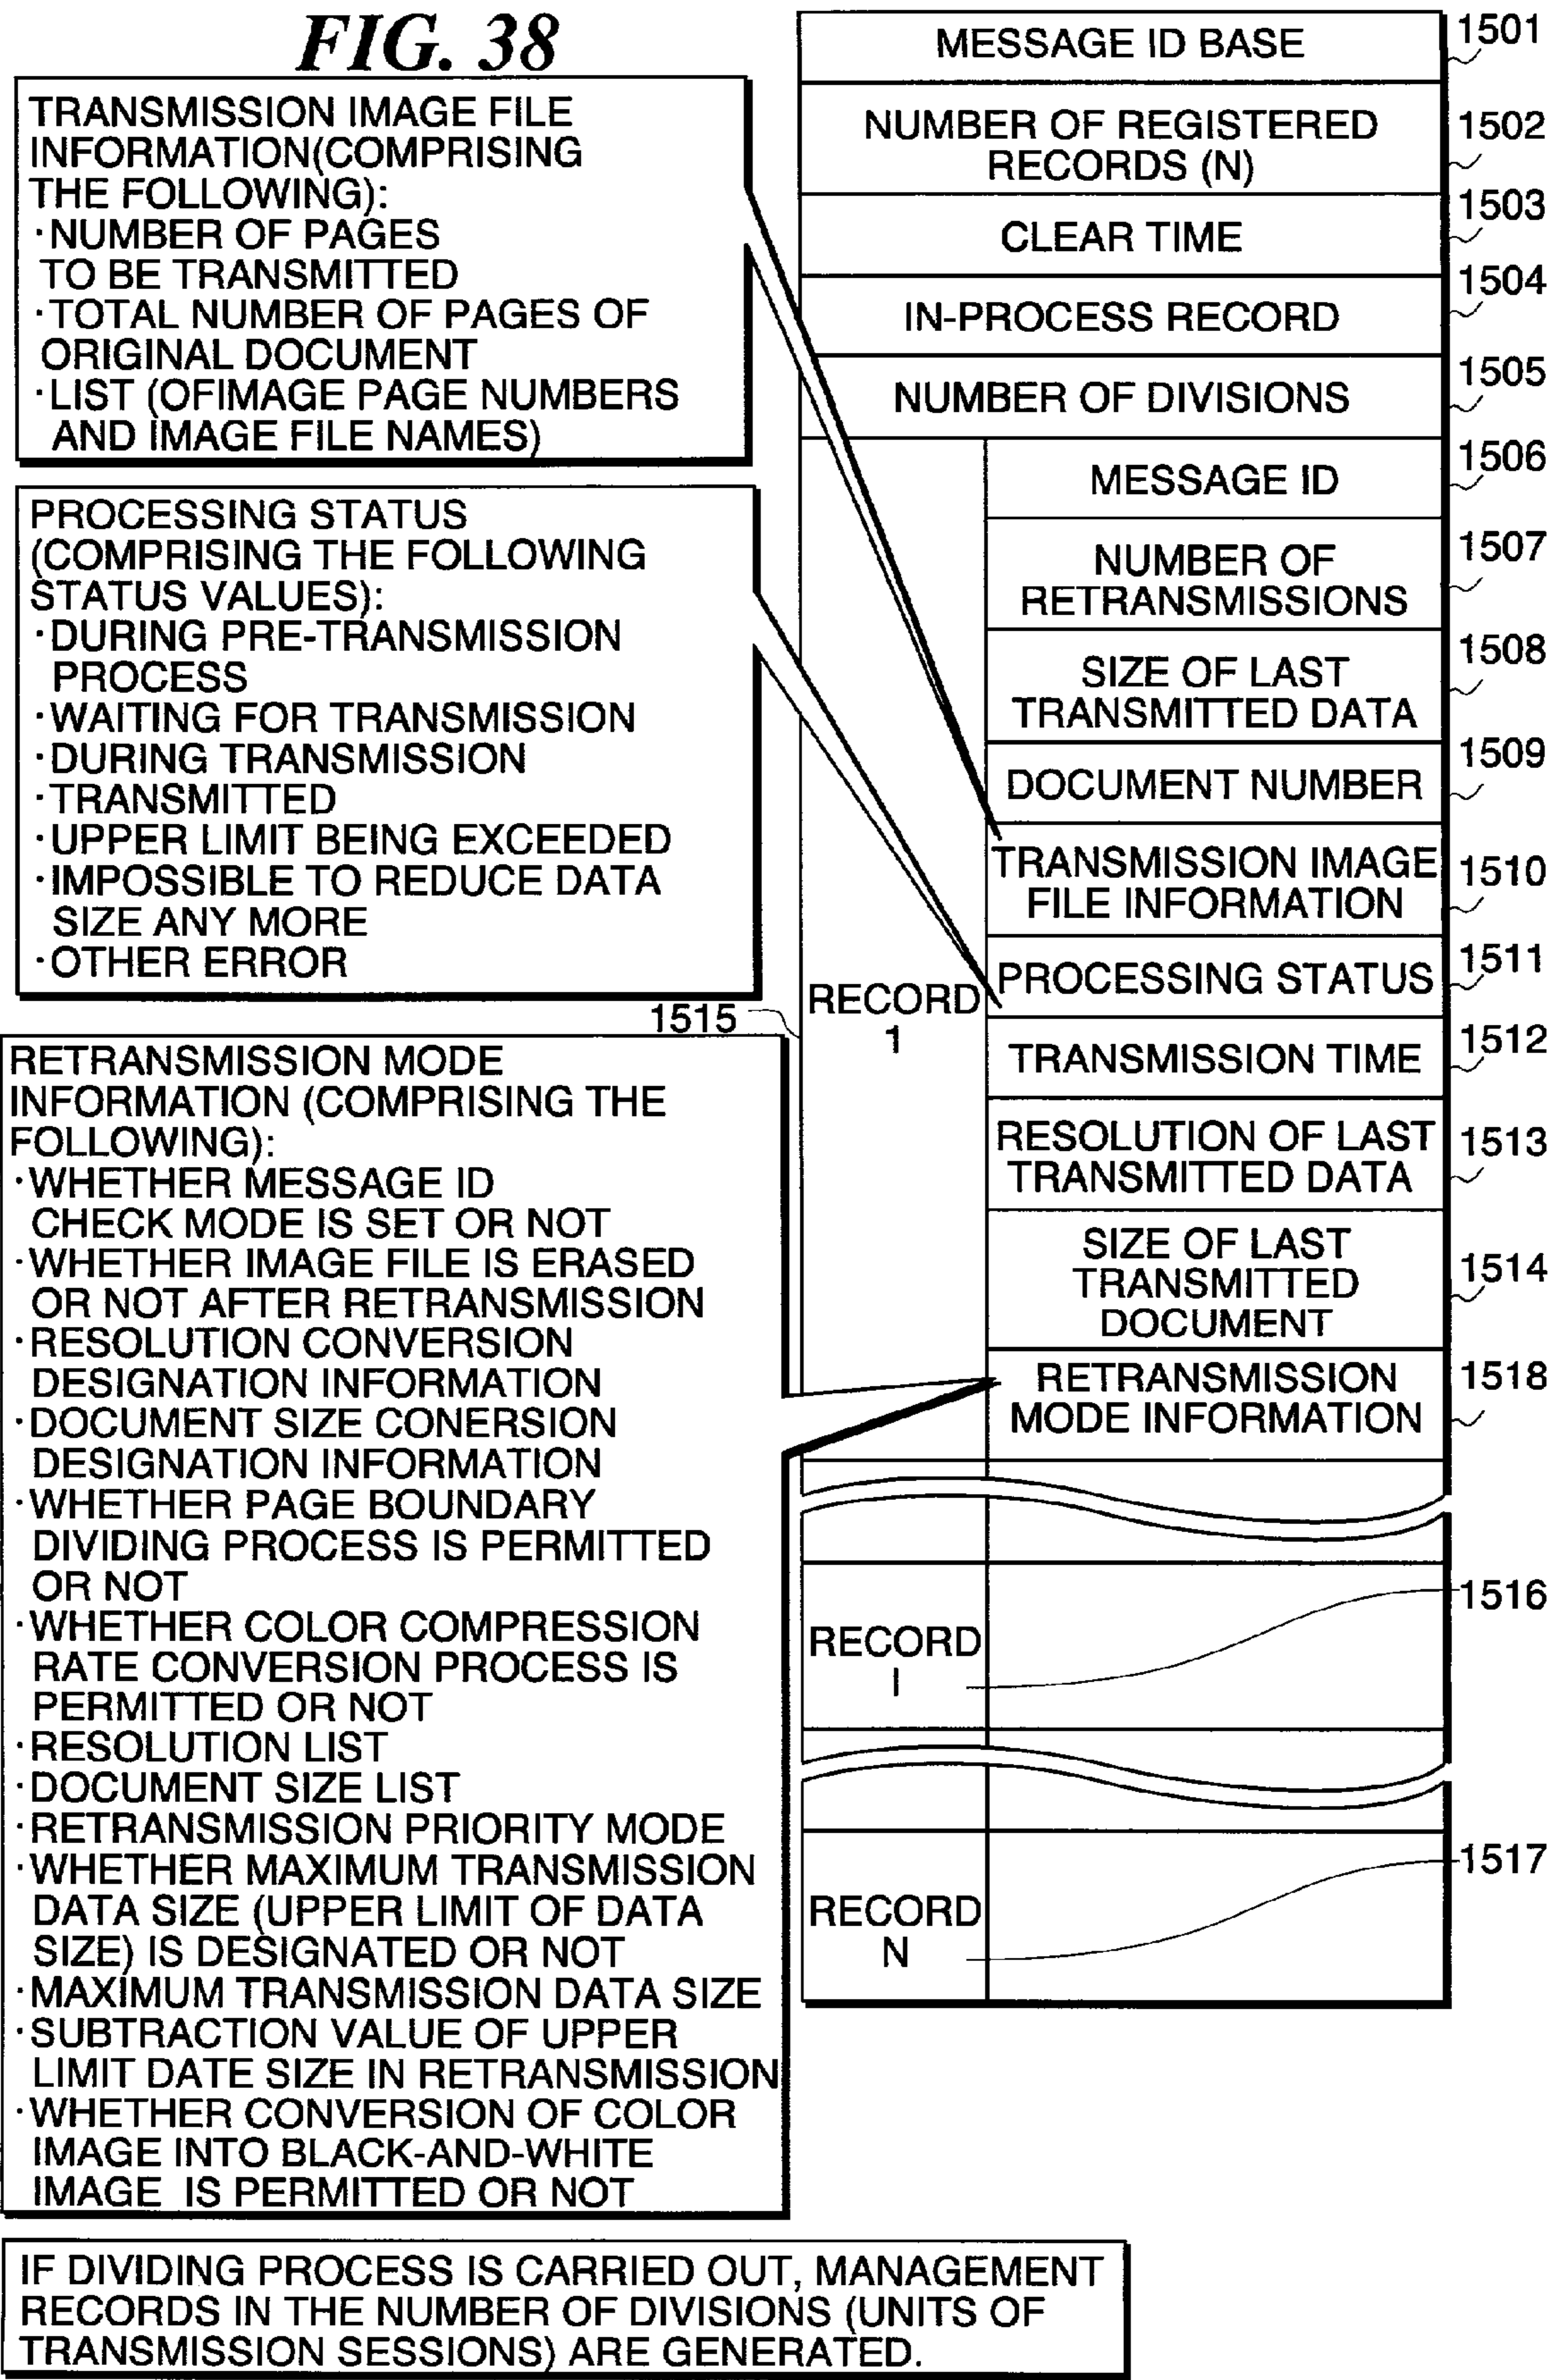 FIG. 38
TRANSMISSION IMAGE FILE
INFORMATION(COMPRISING
THE FOLLOWING):
·NUMBER OF PAGES
TO BE TRANSMITTED
·TOTAL NUMBER OF PAGES OF
ORIGINAL DOCUMENT
·LIST (OFIMAGE PAGE NUMBERS
AND IMAGE FILE NAMES)
PROCESSING STATUS
(COMPRISING THE FOLLOWING
STATUS VALUES):
·DURING PRE-TRANSMISSION
PROCESS
·WAITING FOR TRANSMISSION
·DURING TRANSMISSION
·TRANSMITTED
·UPPER LIMIT BEING EXCEEDED
·IMPOSSIBLE TO REDUCE DATA
SIZE ANY MORE
·OTHER ERROR
1515
RETRANSMISSION MODE
INFORMATION (COMPRISING THE
FOLLOWING):
·WHETHER MESSAGE ID
CHECK MODE IS SET OR NOT
·WHETHER IMAGE FILE IS ERASED
OR NOT AFTER RETRANSMISSION
·RESOLUTION CONVERSION
DESIGNATION INFORMATION
·DOCUMENT SIZE CONERSION
DESIGNATION INFORMATION
·WHETHER PAGE BOUNDARY
DIVIDING PROCESS IS PERMITTED
OR NOT
·WHETHER COLOR COMPRESSION
RATE CONVERSION PROCESS IS
PERMITTED OR NOT
·RESOLUTION LIST
·DOCUMENT SIZE LIST
·RETRANSMISSION PRIORITY MODE
·WHETHER MAXIMUM TRANSMISSION
DATA SIZE (UPPER LIMIT OF DATA
SIZE) IS DESIGNATED OR NOT
·MAXIMUM TRANSMISSION DATA SIZE
·SUBTRACTION VALUE OF UPPER
LIMIT DATE SIZE IN RETRANSMISSION
·WHETHER CONVERSION OF COLOR
IMAGE INTO BLACK-AND-WHITE
IMAGE IS PERMITTED OR NOT
MESSAGE ID BASE
1501
NUMBER OF REGISTERED
RECORDS (N)
1502
CLEAR TIME
1503
IN-PROCESS RECORD
1504
NUMBER OF DIVISIONS
1505
RECORD
1
MESSAGE ID
1506
NUMBER OF
RETRANSMISSIONS
1507
SIZE OF LAST
TRANSMITTED DATA
1508
DOCUMENT NUMBER
1509
TRANSMISSION IMAGE
FILE INFORMATION
1510
PROCESSING STATUS
1511
TRANSMISSION TIME
1512
RESOLUTION OF LAST
TRANSMITTED DATA
1513
SIZE OF LAST
TRANSMITTED
DOCUMENT
1514
RETRANSMISSION
MODE INFORMATION
1518
RECORD
I
1516
RECORD
N
1517
IF DIVIDING PROCESS IS CARRIED OUT, MANAGEMENT
RECORDS IN THE NUMBER OF DIVISIONS (UNITS OF
TRANSMISSION SESSIONS) ARE GENERATED.